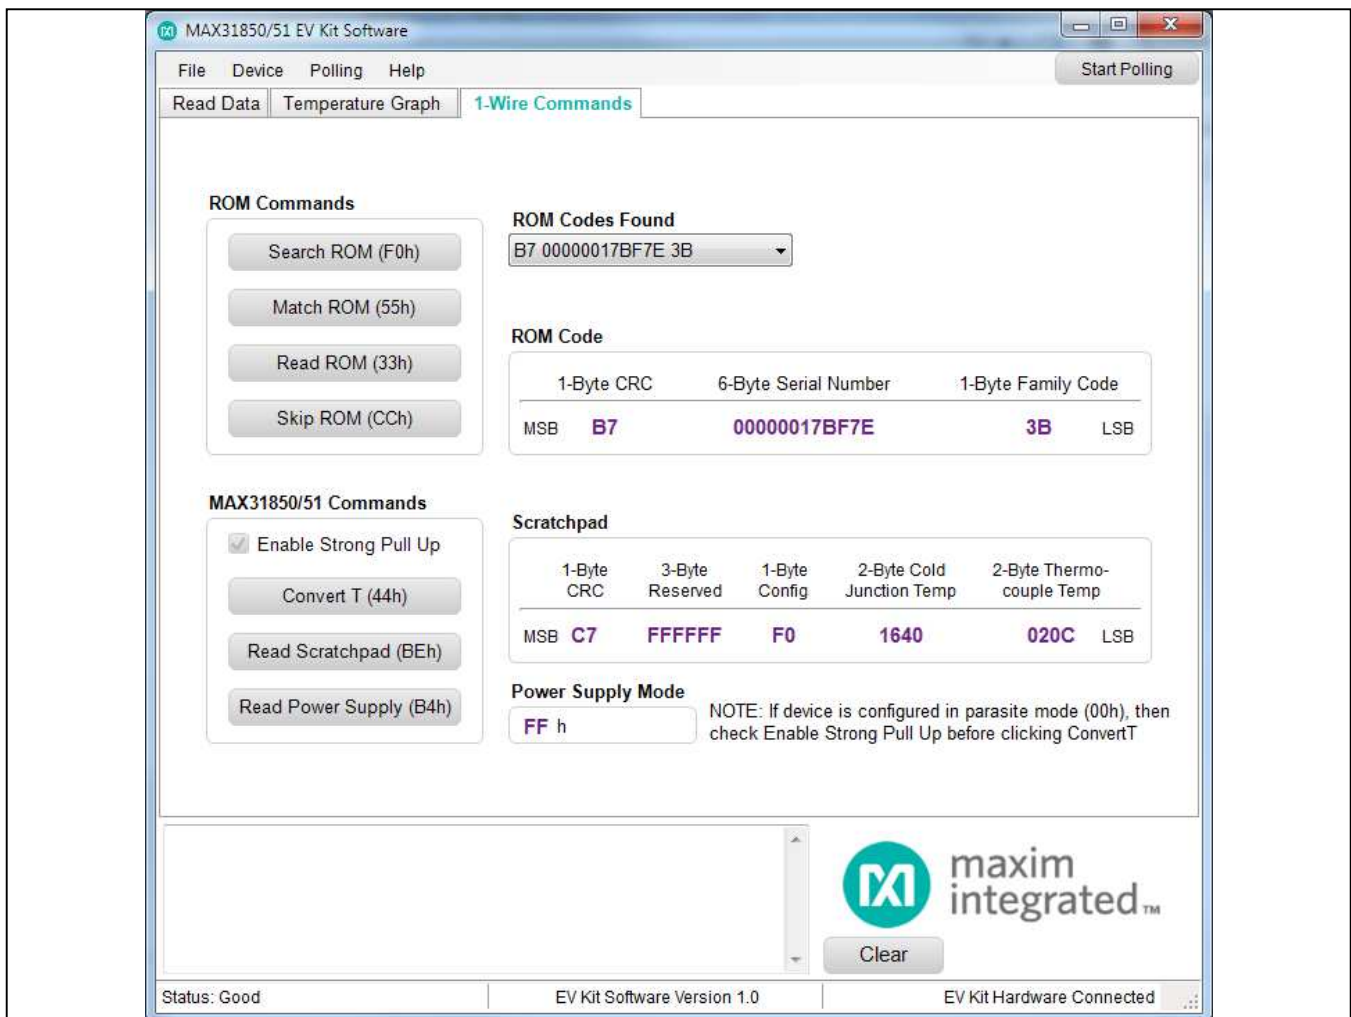 MAX31850/51 EV Kit Software
File Device Polling Help
Start Polling
Read Data Temperature Graph 1-Wire Commands
ROM Commands
Search ROM (F0h)
Match ROM (55h)
Read ROM (33h)
Skip ROM (CCh)
ROM Codes Found
B7 00000017BF7E 3B
ROM Code
1-Byte CRC 6-Byte Serial Number 1-Byte Family Code
MSB B7 00000017BF7E 3B LSB
MAX31850/51 Commands
Enable Strong Pull Up
Convert T (44h)
Read Scratchpad (BEh)
Read Power Supply (B4h)
Scratchpad
1-Byte 3-Byte 1-Byte 2-Byte Cold 2-Byte Thermo-
CRC Reserved Config Junction Temp couple Temp
MSB C7 FFFFFF F0 1640 020C LSB
Power Supply Mode
FF h
NOTE: If device is configured in parasite mode (00h), then
check Enable Strong Pull Up before clicking ConvertT
maxim
integrated™
Clear
Status: Good EV Kit Software Version 1.0 EV Kit Hardware Connected